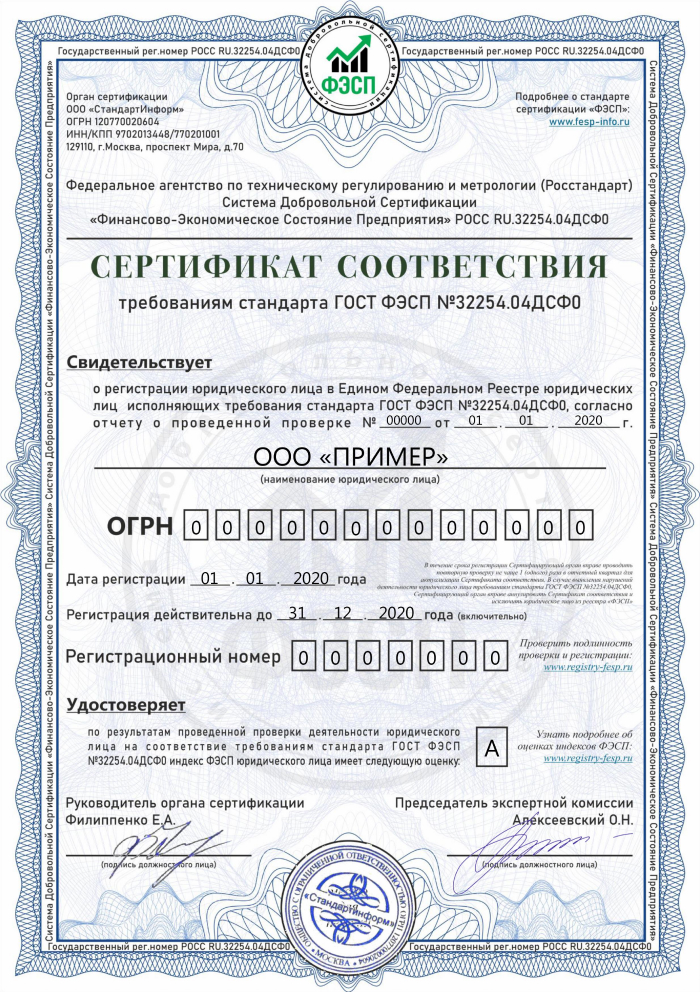 Государственный рег.номер РОСС RU.32254.04ДСФ0
Государственный рег.номер РОСС RU.32254.04ДСФ0
система добровольной сертификации
ФЭСП
Орган сертификации
ООО «СтандартИнформ»
ОГРН 120770020604
ИНН/КПП 9702013448/770201001
129110, г.Москва, проспект Мира, д.70
Подробнее о стандарте
сертификации «ФЭСП»:
www.fesp-info.ru
Федеральное агентство по техническому регулированию и метрологии (Росстандарт)
Система Добровольной Сертификации
«Финансово-Экономическое Состояние Предприятия» РОСС RU.32254.04ДСФ0
СЕРТИФИКАТ СООТВЕТСТВИЯ
требованиям стандарта ГОСТ ФЭСП №32254.04ДСФ0
Свидетельствует
о регистрации юридического лица в Едином Федеральном Реестре юридических
лиц исполняющих требования стандарта ГОСТ ФЭСП №32254.04ДСФ0, согласно
отчету о проведенной проверке № 00000 от 01 . 01 . 2020 г.
ООО «ПРИМЕР»
(наименование юридического лица)
ОГРН 0 0 0 0 0 0 0 0 0 0 0 0 0
В течение срока регистрации Сертифицирующий орган вправе проводить
повторную проверку не чаще 1 (одного) раза в отчетный квартал для
актуализации Сертификата соответствия. В случае выявления нарушений
деятельности юридического лица требованиям стандарта ГОСТ ФЭСП №32254.04ДСФ0,
Сертифицирующий орган вправе аннулировать Сертификат соответствия и
исключить юридическое лицо из реестра «ФЭСП»
Дата регистрации 01 . 01 . 2020 года
Регистрация действительна до 31 . 12 . 2020 года (включительно)
Регистрационный номер 0 0 0 0 0 0 0
Проверить подлинность
проверки и регистрации:
www.registry-fesp.ru
Удостоверяет
по результатам проведенной проверки деятельности юридического
лица на соответствие требованиям стандарта ГОСТ ФЭСП
№32254.04ДСФ0 индекс ФЭСП юридического лица имеет следующую оценку:
A
Узнать подробнее об
оценках индексов ФЭСП:
www.registry-fesp.ru
Руководитель органа сертификации
Филиппенко Е.А.
(подпись должностного лица)
Председатель экспертной комиссии
Алексеевский О.Н.
(подпись должностного лица)
«Стандартинформ»
МОСКВА
Государственный рег.номер РОСС RU.32254.04ДСФ0
Государственный рег.номер РОСС RU.32254.04ДСФ0
Система Добровольной Сертификации «Финансово-Экономическое Состояние Предприятия» Система Добровольной Сертификации «Финансово-Экономическое Состояние Предприятия»
Система Добровольной Сертификации «Финансово-Экономическое Состояние Предприятия» Система Добровольной Сертификации «Финансово-Экономическое Состояние Предприятия»